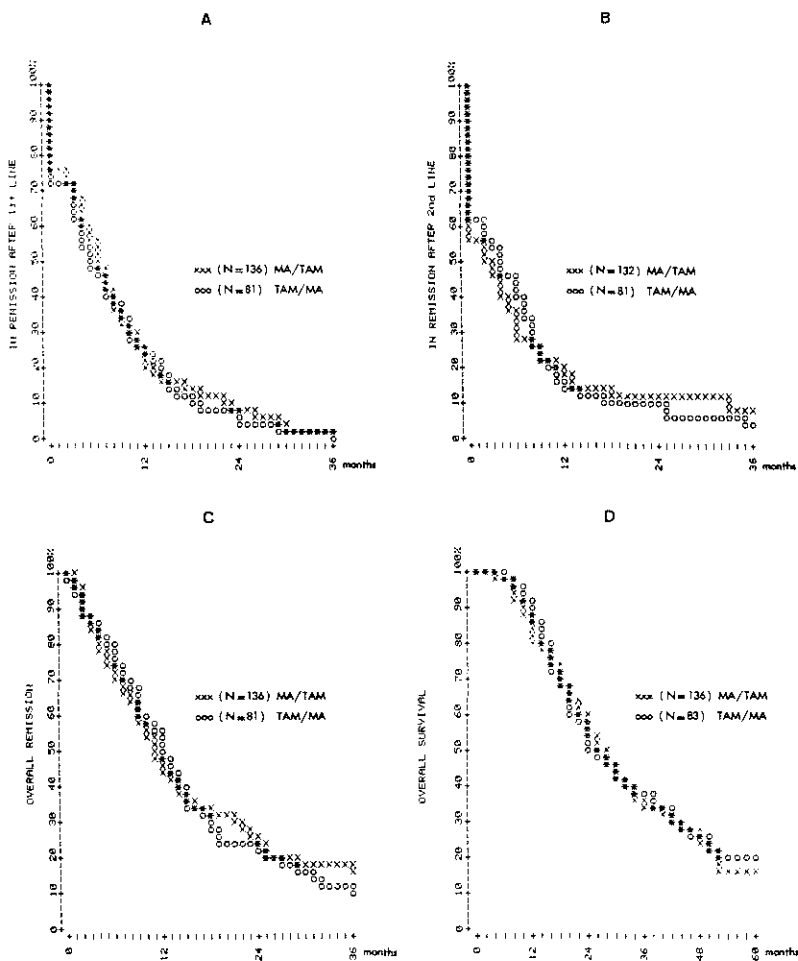 A
IN REMISSION AFTER 1st LINE
100%
90
80
70
60
50
40
30
20
10
0
xxx (N=136) MA/TAM
ooo (N=81) TAM/MA
0 12 24 36 months
B
IN REMISSION AFTER 2nd LINE
100%
90
80
70
60
50
40
30
20
10
0
xxx (N=132) MA/TAM
ooo (N=81) TAM/MA
0 12 24 36 months
C
OVERALL REMISSION
100%
90
80
70
60
50
40
30
20
10
0
xxx (N=136) MA/TAM
ooo (N=81) TAM/MA
0 12 24 36 months
D
OVERALL SURVIVAL
100%
90
80
70
60
50
40
30
20
10
0
xxx (N=136) MA/TAM
ooo (N=83) TAM/MA
0 12 24 36 48 60 months